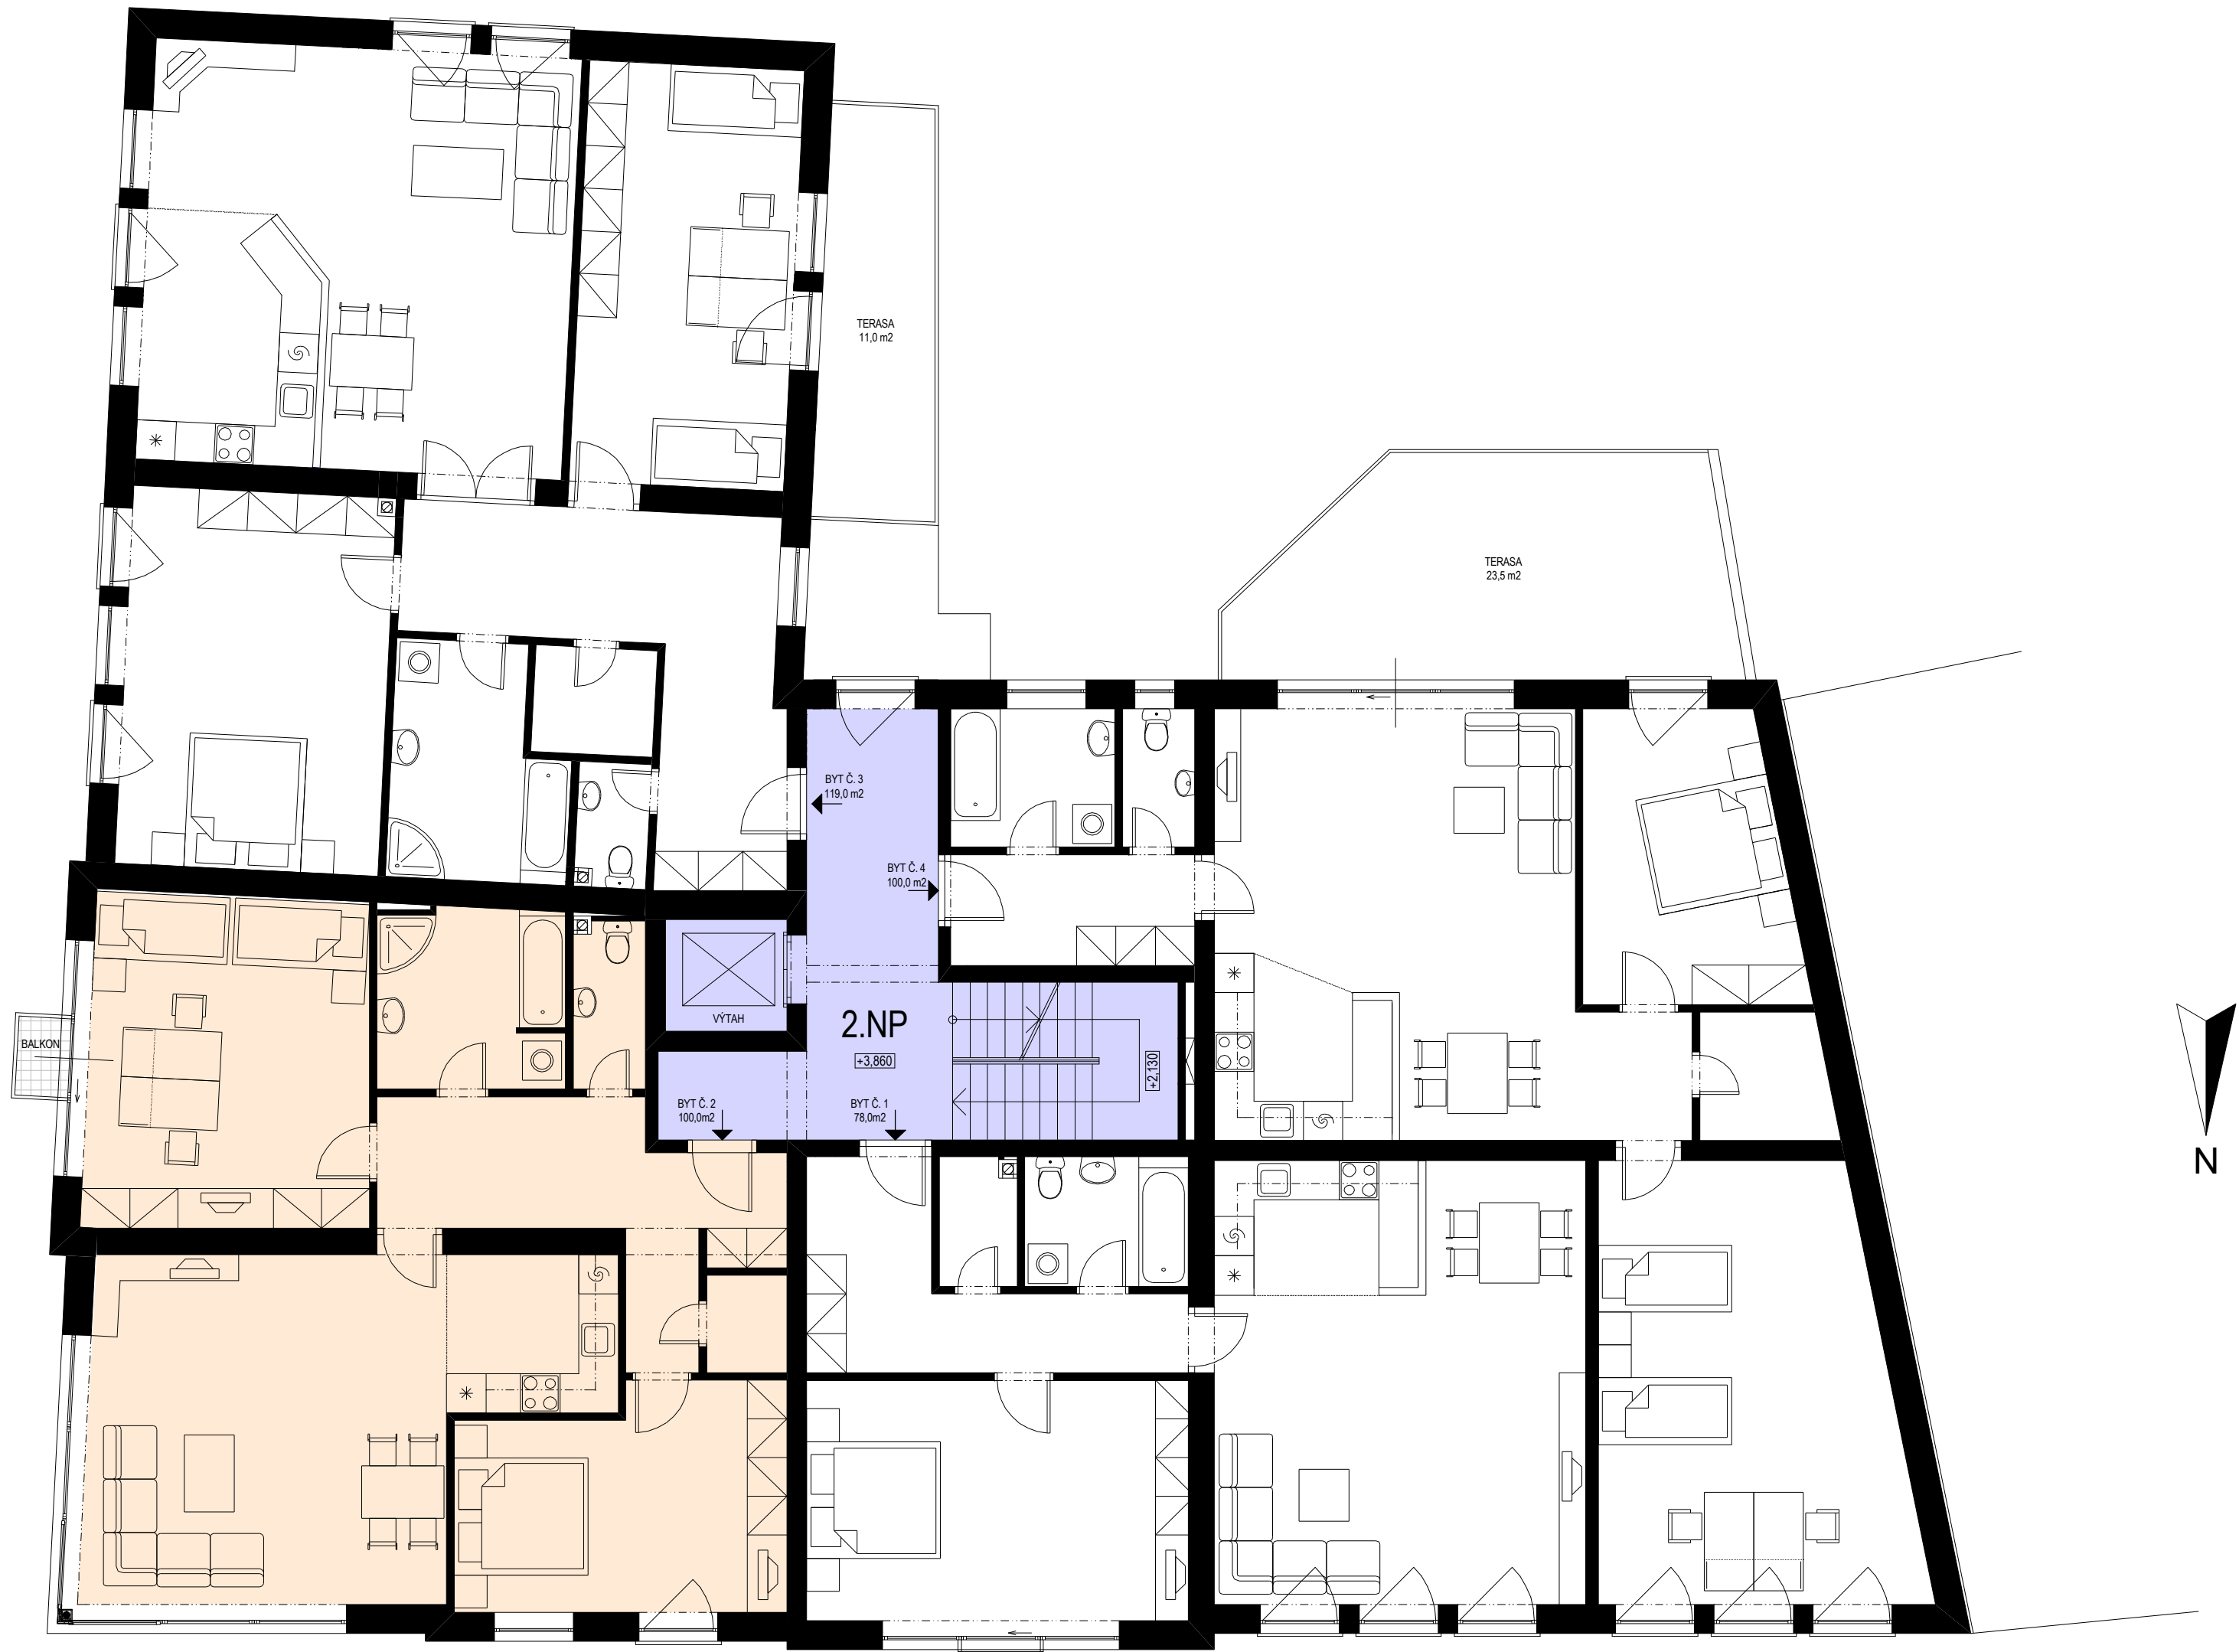 TERASA
11,0 m2
TERASA
23,5 m2
BYT Č. 3
119,0 m2
BYT Č. 4
100,0 m2
VÝTAH
2.NP
+3,860
+2,130
BALKON
BYT Č. 2
100,0m2
BYT Č. 1
78,0m2
N